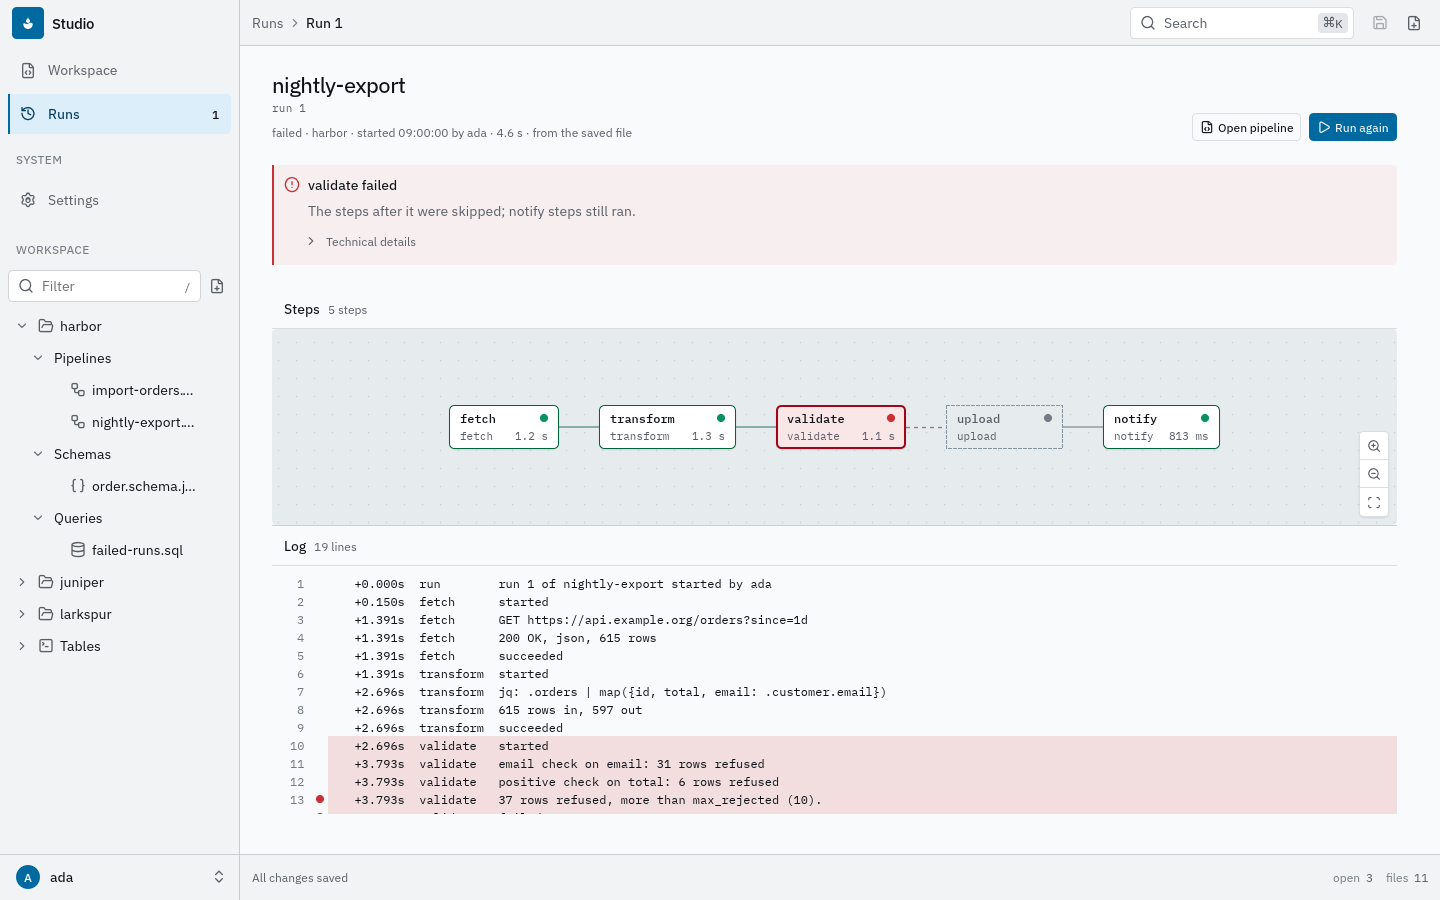 Studio
Workspace
Runs 1
SYSTEM
Settings
WORKSPACE
Filter /
harbor
Pipelines
import-orders....
nightly-export....
Schemas
order.schema.j...
Queries
failed-runs.sql
juniper
larkspur
Tables
A ada
Runs > Run 1
Search ⌘K
nightly-export
run 1
failed · harbor · started 09:00:00 by ada · 4.6 s · from the saved file
Open pipeline
Run again
validate failed
The steps after it were skipped; notify steps still ran.
Technical details
Steps 5 steps
fetch
fetch 1.2 s
transform
transform 1.3 s
validate
validate 1.1 s
upload
upload
notify
notify 813 ms
Log 19 lines
1 +0.000s run run 1 of nightly-export started by ada
2 +0.150s fetch started
3 +1.391s fetch GET https://api.example.org/orders?since=1d
4 +1.391s fetch 200 OK, json, 615 rows
5 +1.391s fetch succeeded
6 +1.391s transform started
7 +2.696s transform jq: .orders | map({id, total, email: .customer.email})
8 +2.696s transform 615 rows in, 597 out
9 +2.696s transform succeeded
10 +2.696s validate started
11 +3.793s validate email check on email: 31 rows refused
12 +3.793s validate positive check on total: 6 rows refused
13 +3.793s validate 37 rows refused, more than max_rejected (10).
All changes saved
open 3 files 11